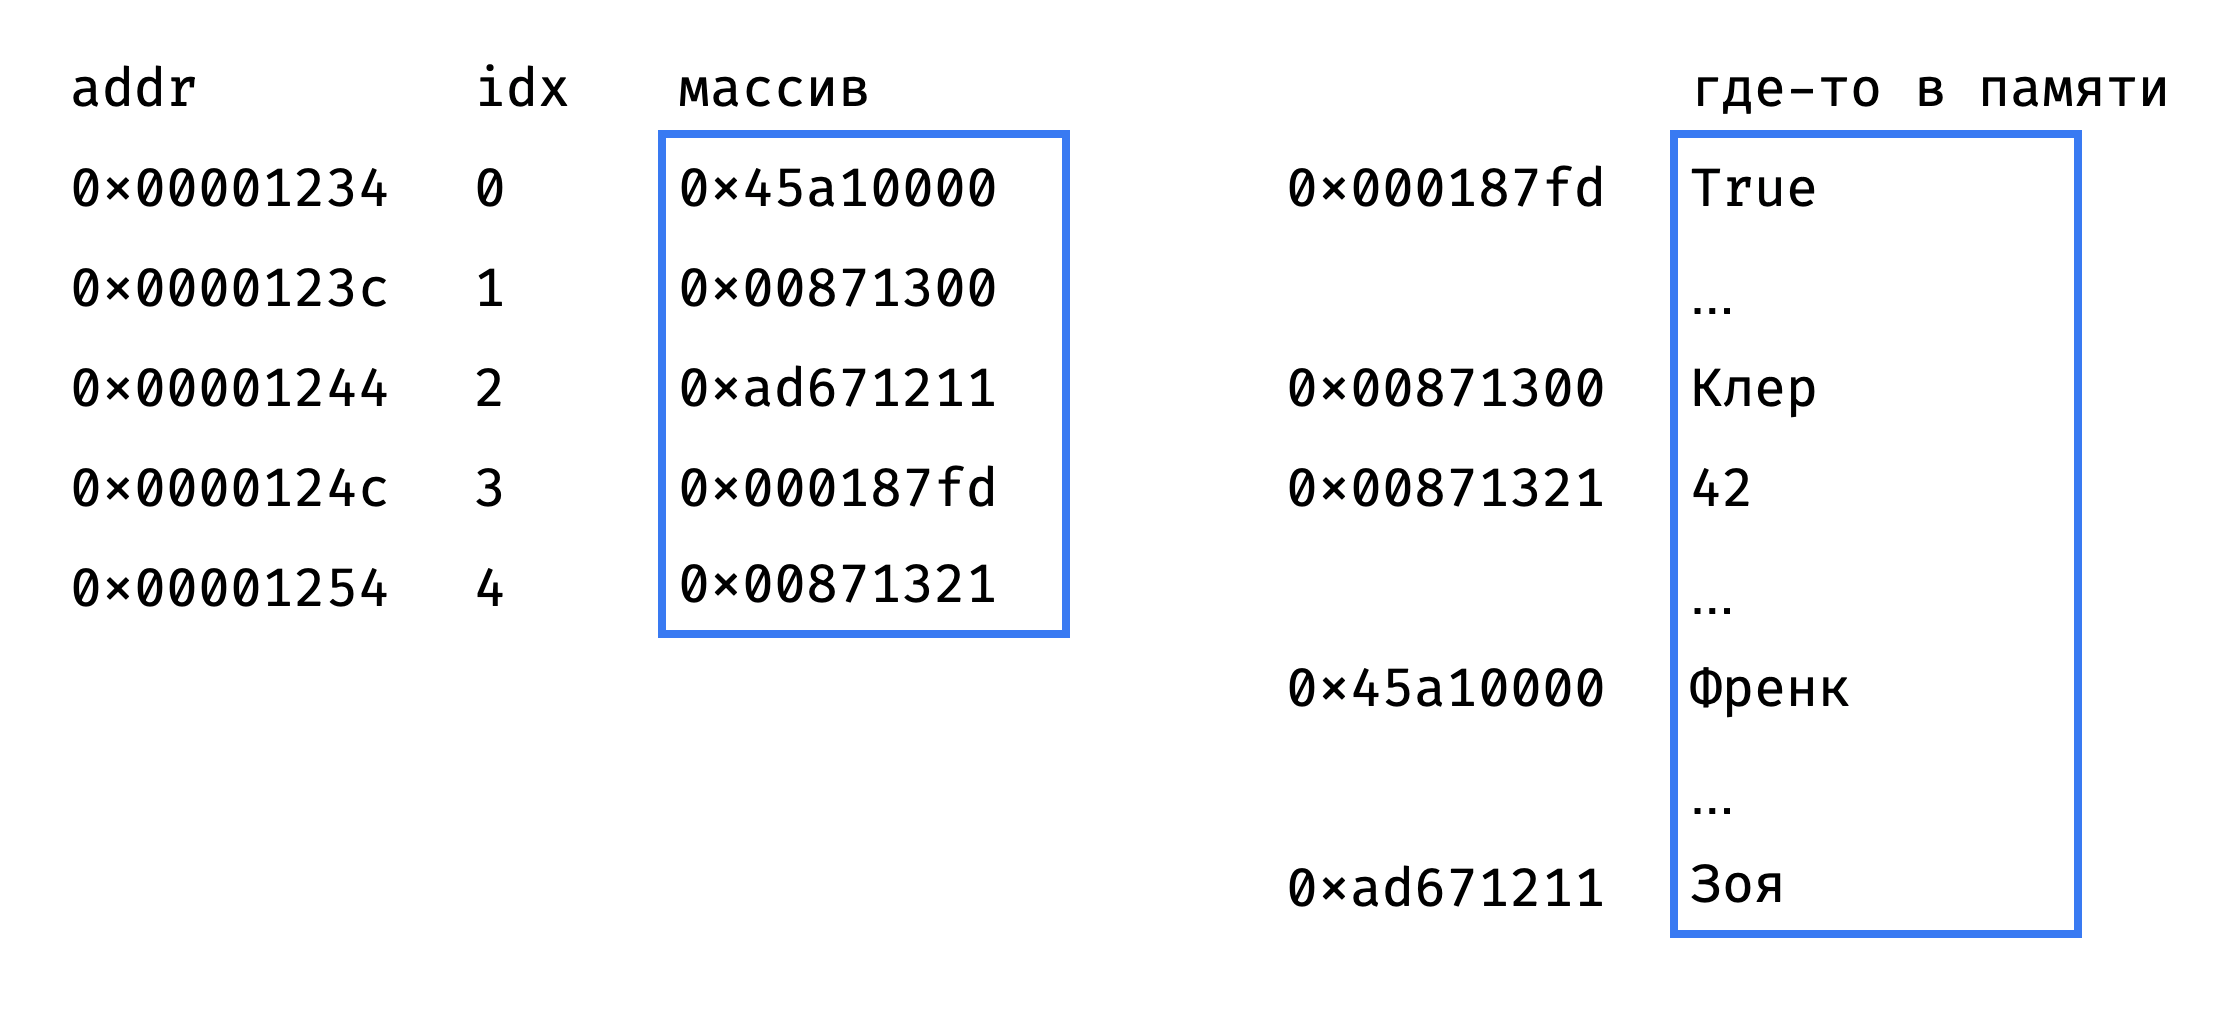 addr idx массив где-то в памяти
0×00001234 0 0×45a10000 0×000187fd True
0×0000123c 1 0×00871300 ...
0×00001244 2 0×ad671211 0×00871300 Клер
0×0000124c 3 0×000187fd 0×00871321 42
0×00001254 4 0×00871321 ...
0×45a10000 Френк
...
0×ad671211 Зоя